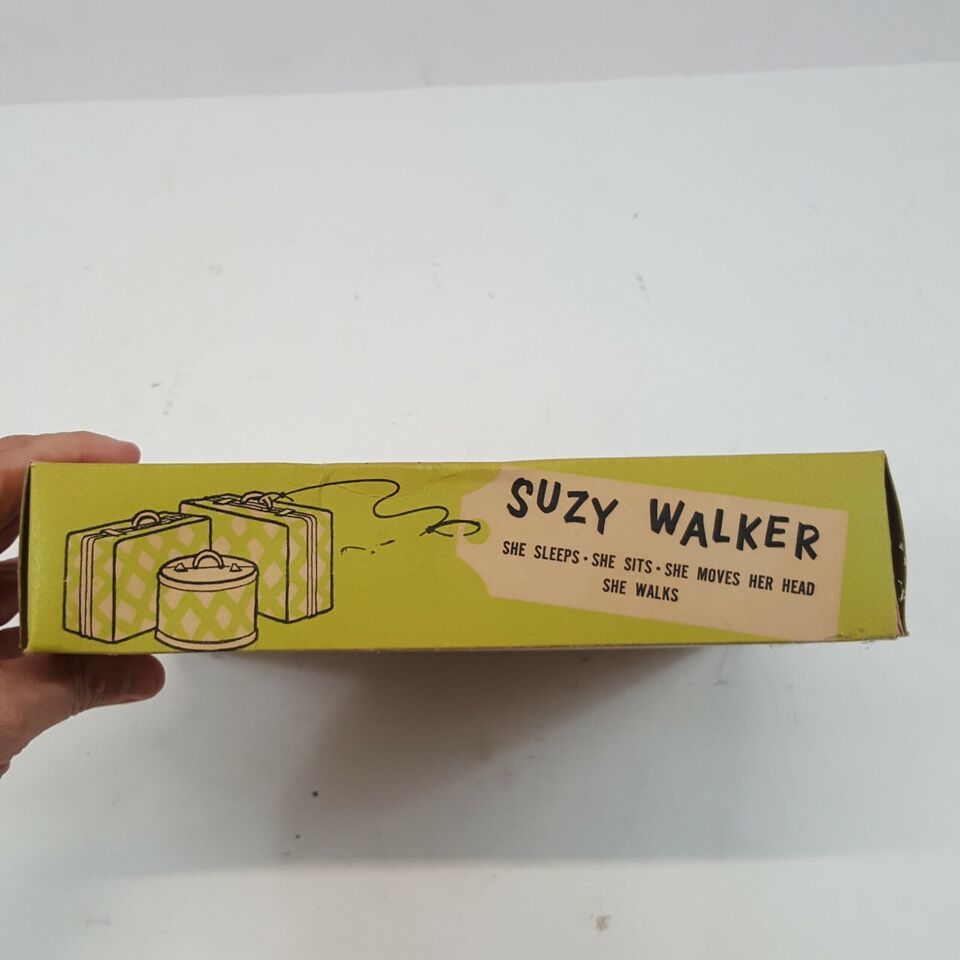 SUZY WALKER
SHE SLEEPS · SHE SITS · SHE MOVES HER HEAD
SHE WALKS